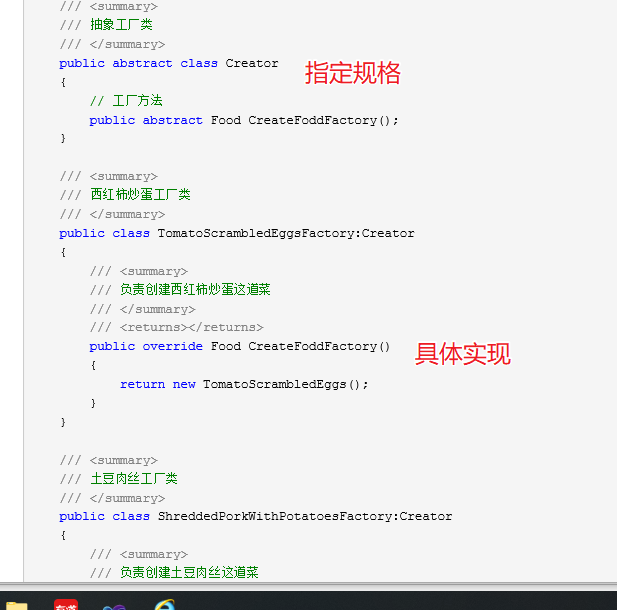 /// <summary>
/// 抽象工厂类
/// </summary>
public abstract class Creator
指定规格
{
// 工厂方法
public abstract Food CreateFoddFactory();
}
/// <summary>
/// 西红柿炒蛋工厂类
/// </summary>
public class TomatoScrambledEggsFactory:Creator
{
/// <summary>
/// 负责创建西红柿炒蛋这道菜
/// </summary>
/// <returns></returns>
public override Food CreateFoddFactory()
具体实现
{
return new TomatoScrambledEggs();
}
}
/// <summary>
/// 土豆肉丝工厂类
/// </summary>
public class ShreddedPorkWithPotatoesFactory:Creator
{
/// <summary>
/// 负责创建土豆肉丝这道菜